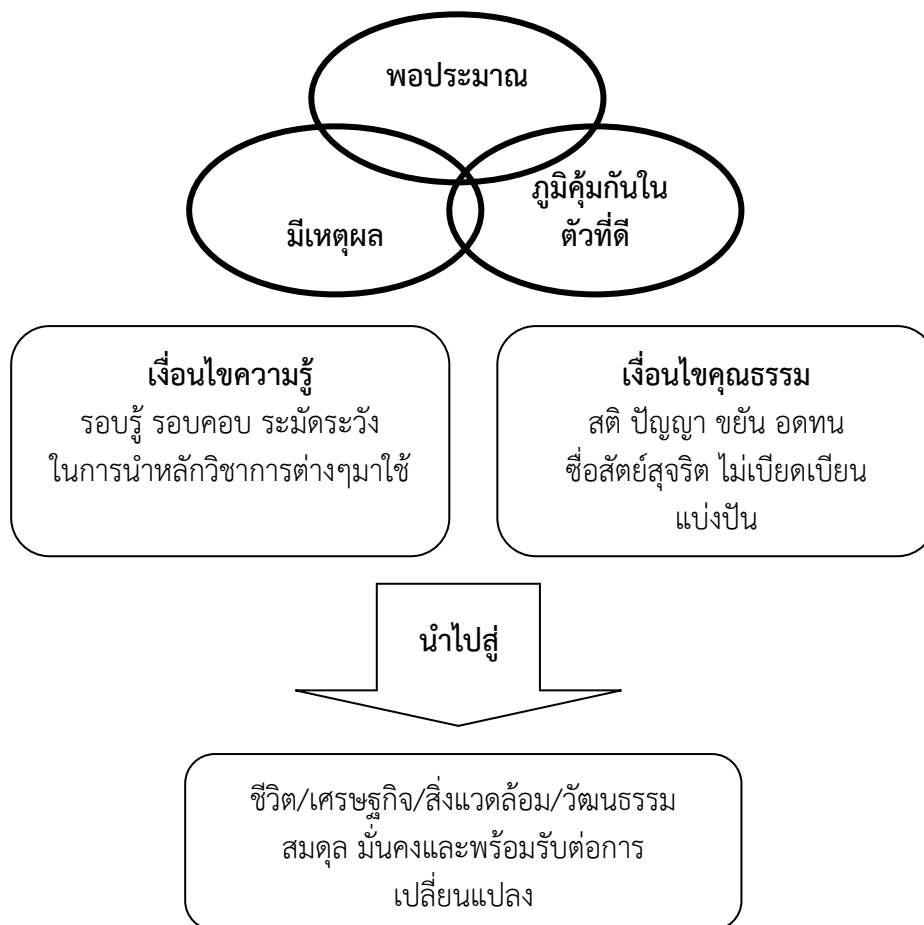 พอประมาณ
มีเหตุผล
ภูมิคุ้มกันใน
ตัวที่ดี
เงื่อนไขความรู้
รอบรู้ รอบคอบ ระมัดระวัง
ในการนำหลักวิชาการต่างๆมาใช้
เงื่อนไขคุณธรรม
สติ ปัญญา ขยัน อดทน
ซื่อสัตย์สุจริต ไม่เบียดเบียน
แบ่งปัน
นำไปสู่
ชีวิต/เศรษฐกิจ/สิ่งแวดล้อม/วัฒนธรรม
สมดุล มั่นคงและพร้อมรับต่อการ
เปลี่ยนแปลง